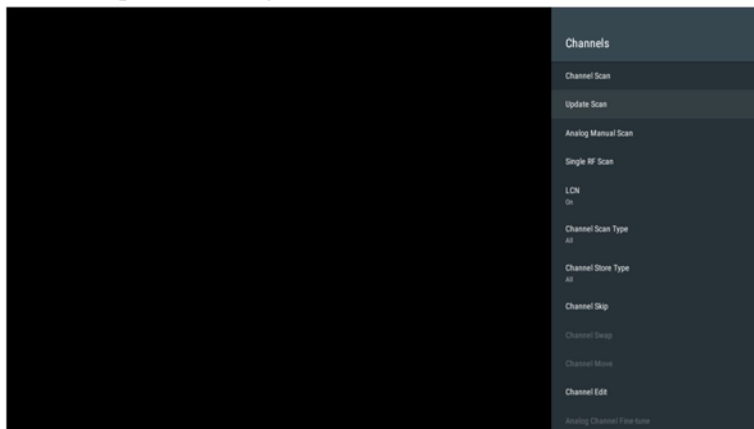 Channels
Channel Scan
Update Scan
Analog Manual Scan
Single RF Scan
LCN
On
Channel Scan Type
All
Channel Store Type
All
Channel Skip
Channel Swap
Channel Move
Channel Edit
Analog Channel Fine-tune